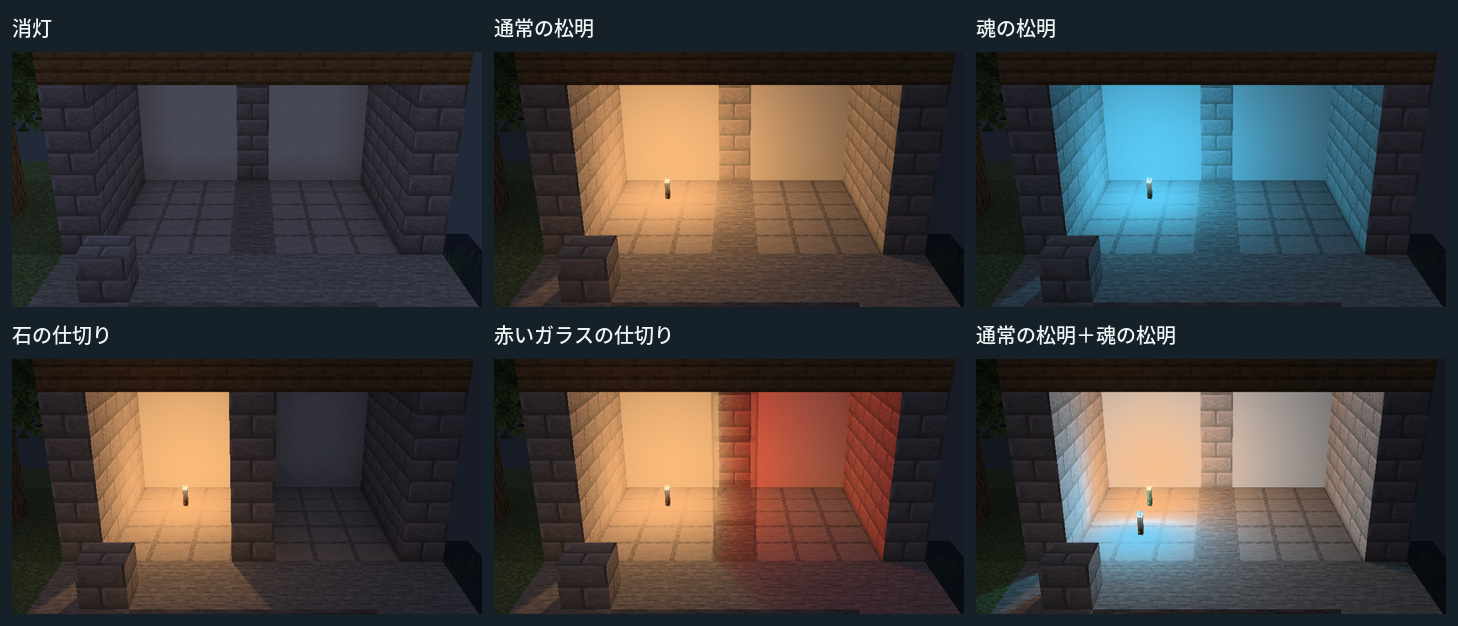 消灯
通常の松明
魂の松明
石の仕切り
赤いガラスの仕切り
通常の松明＋魂の松明